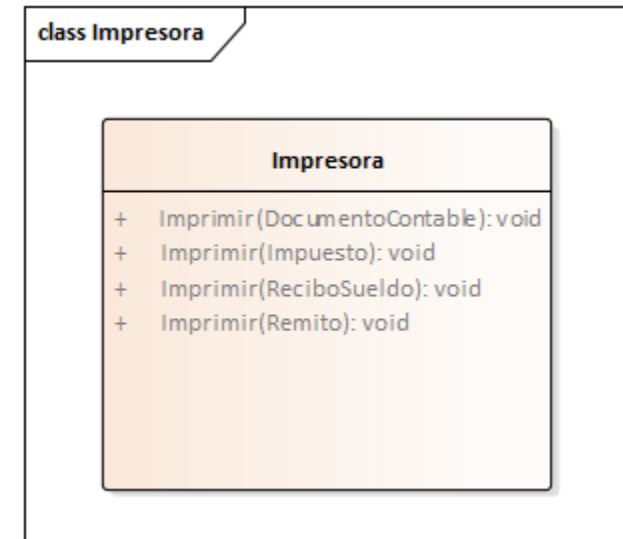 class Impresora
Impresora
+ Imprimir(DocumentoContable): void
+ Imprimir(Impuesto): void
+ Imprimir(ReciboSueldo): void
+ Imprimir(Remito): void